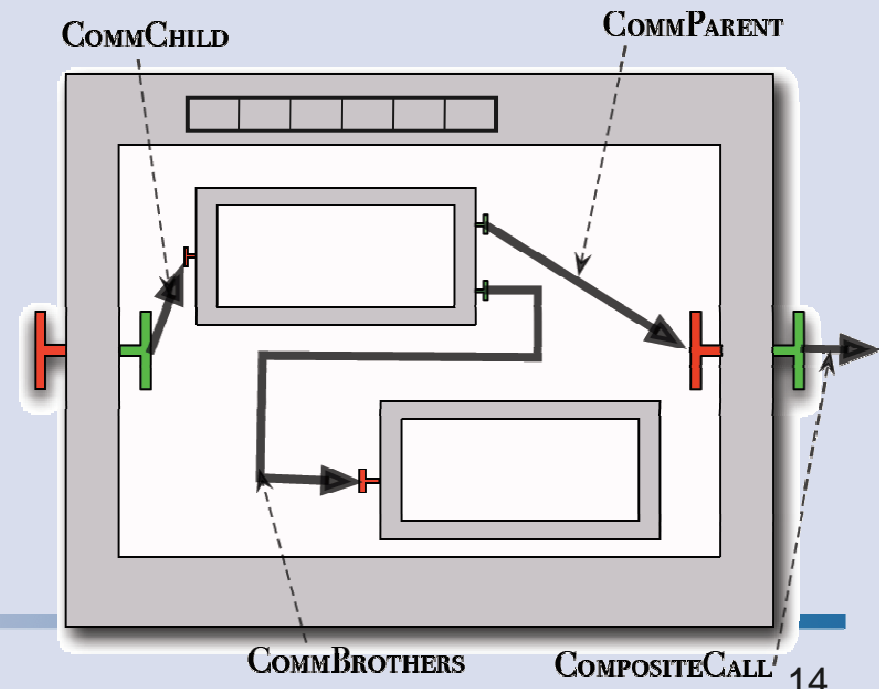 COMMCHILD
COMMPARENT
COMMBROTHERS
COMPOSITECALL
14